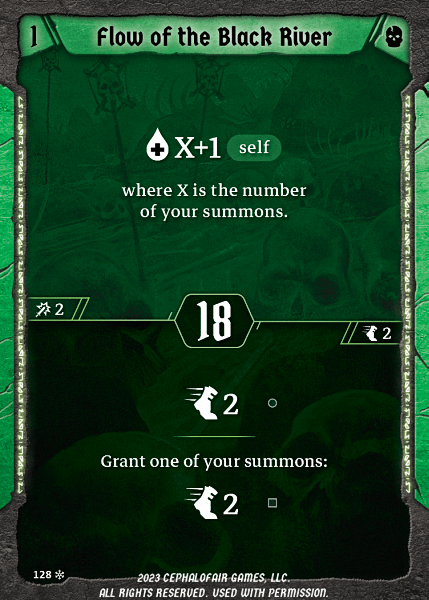 1
Flow of the Black River
X+1 self
where X is the number
of your summons.
2
18
2
2
Grant one of your summons:
2
128
2023 CEPHALOFAIR GAMES, LLC.
ALL RIGHTS RESERVED. USED WITH PERMISSION.